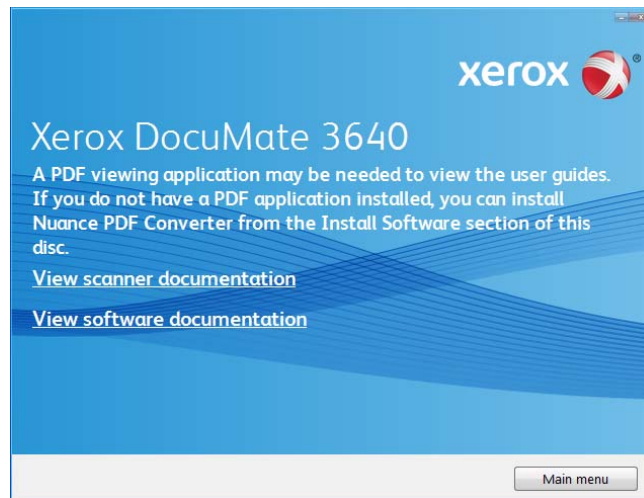 xerox ®
Xerox DocuMate 3640
A PDF viewing application may be needed to view the user guides.
If you do not have a PDF application installed, you can install
Nuance PDF Converter from the Install Software section of this
disc.
View scanner documentation
View software documentation
Main menu